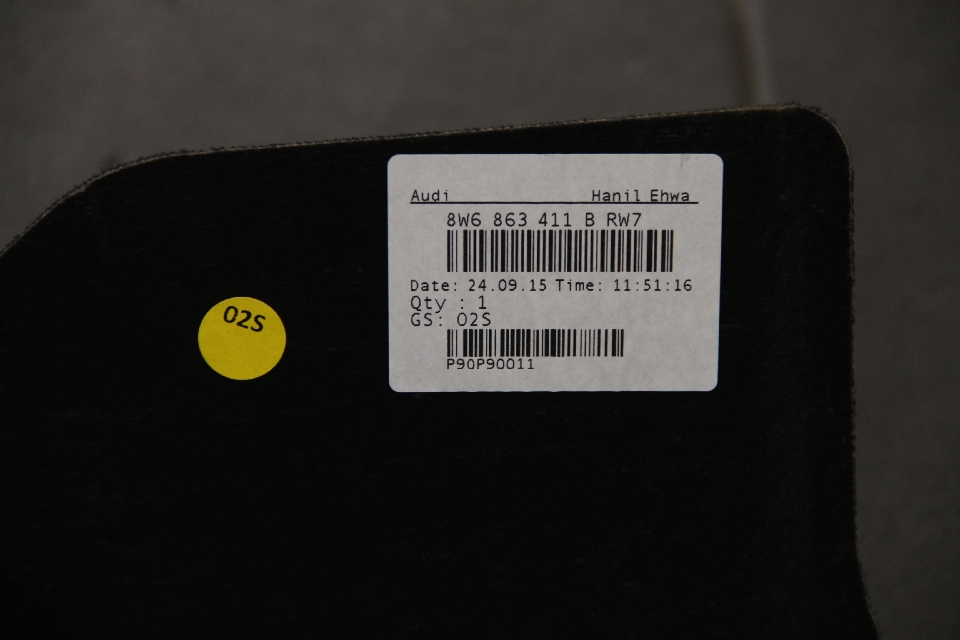 Audi Hanil Ehwa
8W6 863 411 B RW7
Date: 24.09.15 Time: 11:51:16
Qty : 1
GS: 02S
P90P90011
02S